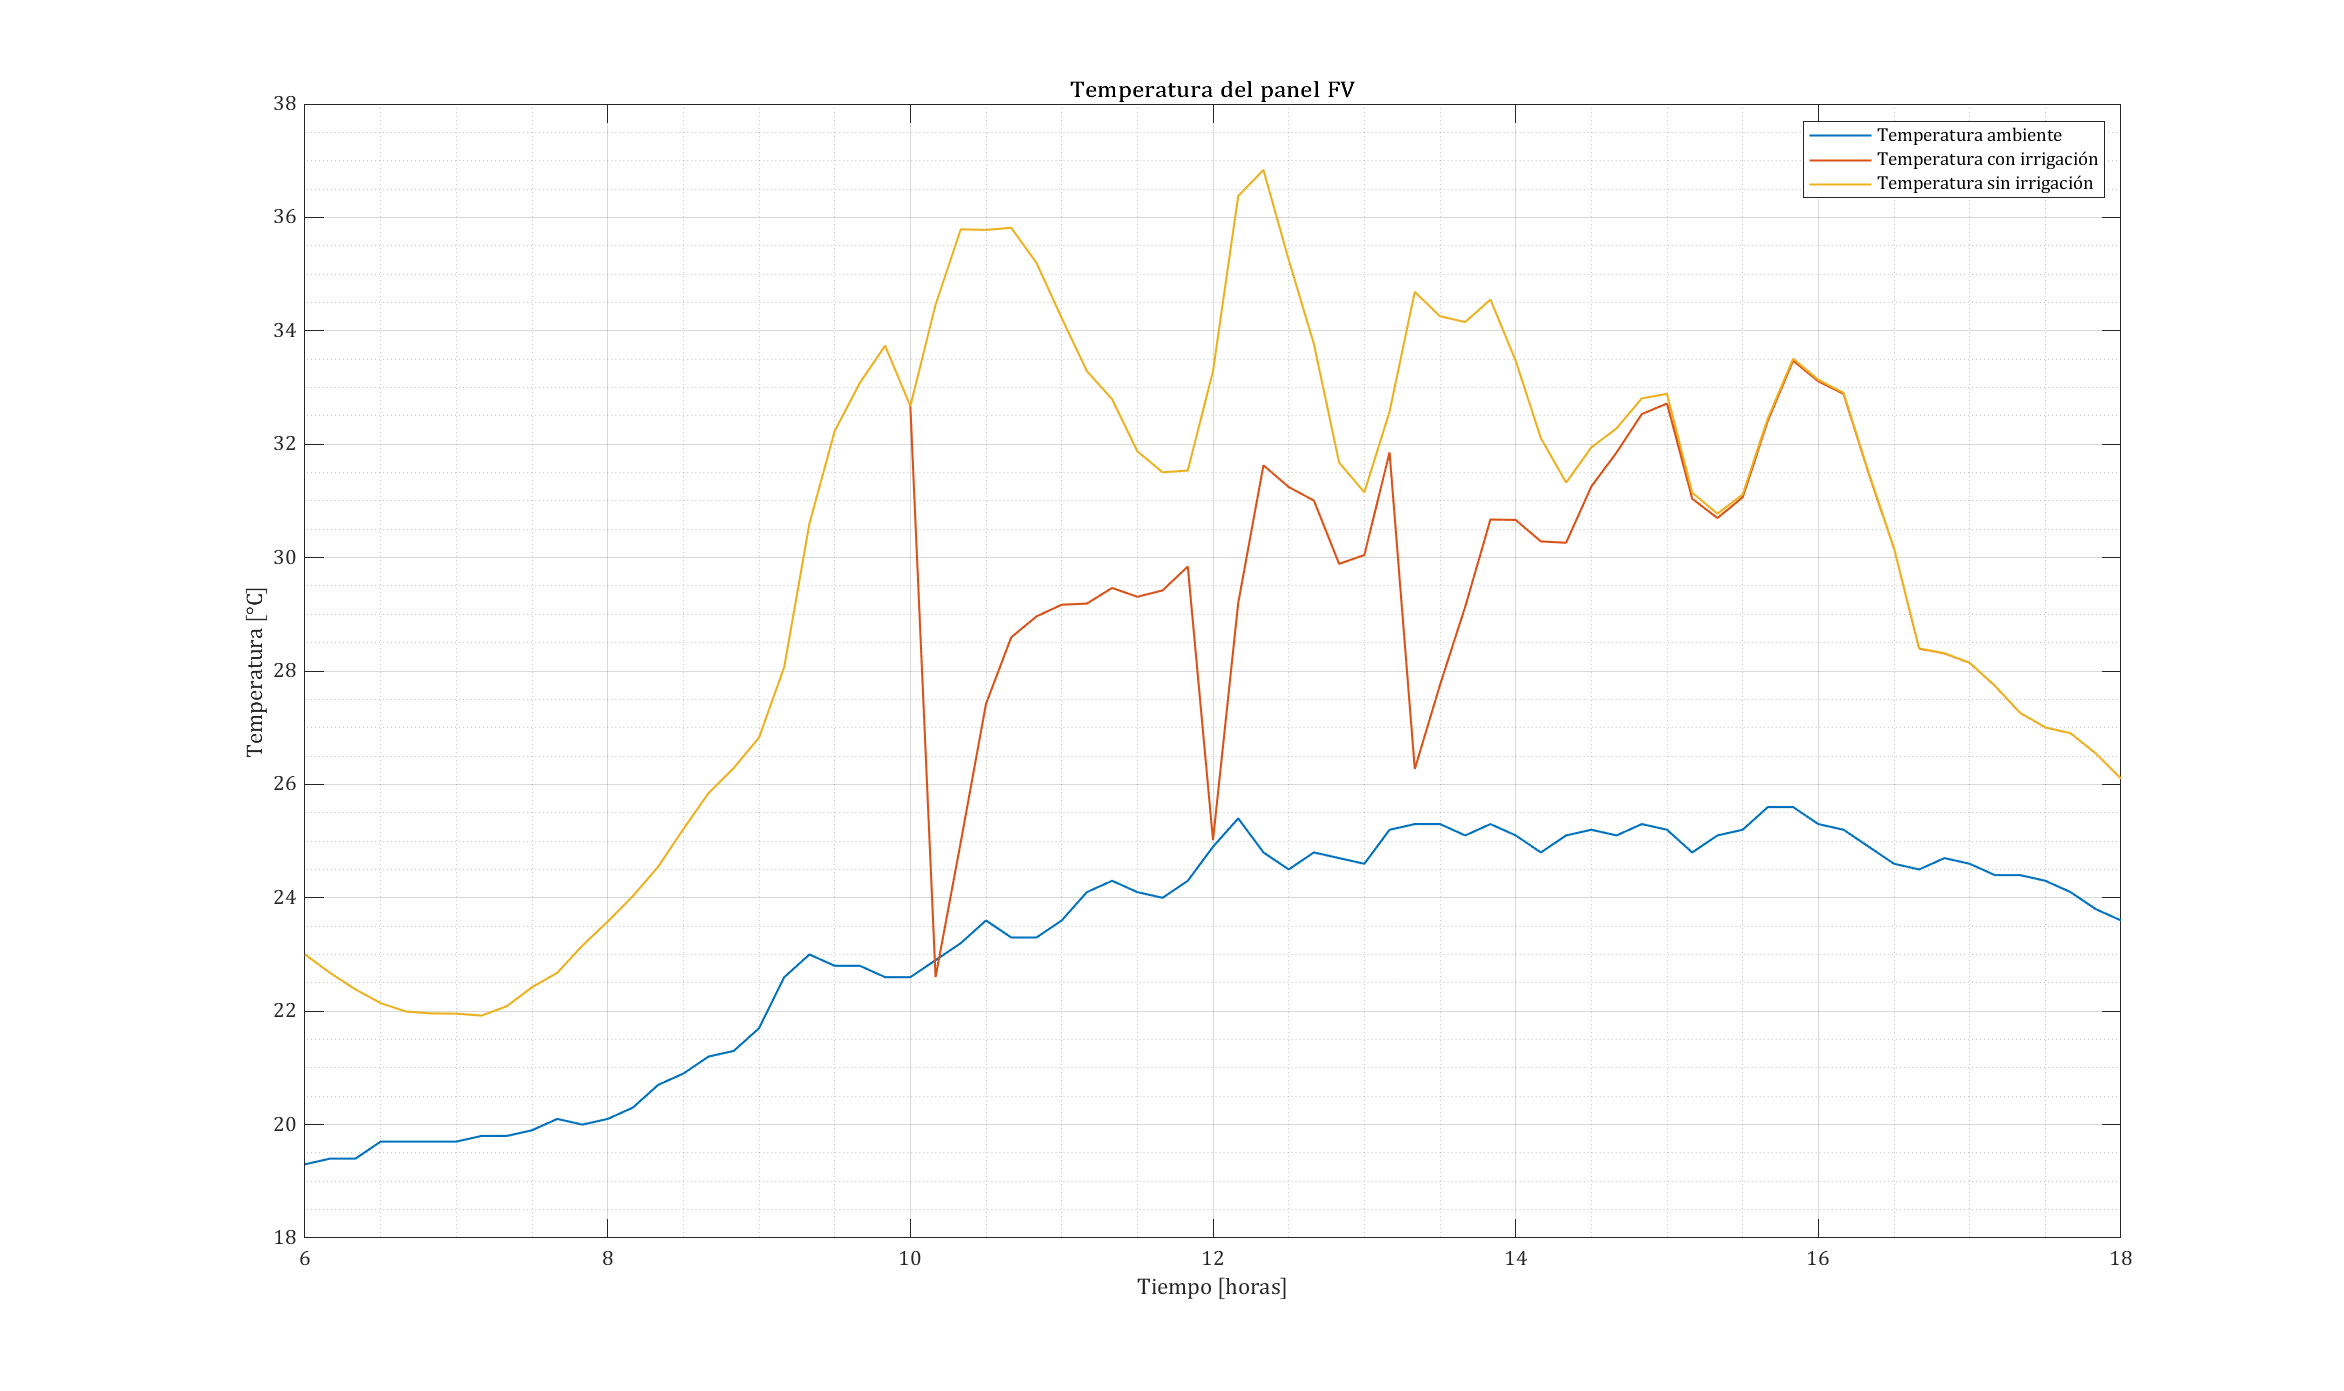 Temperatura del panel FV
38
36
34
32
30
28
26
24
22
20
18
Temperatura [°C]
Temperatura ambiente
Temperatura con irrigación
Temperatura sin irrigación
6 8 10 12 14 16 18
Tiempo [horas]